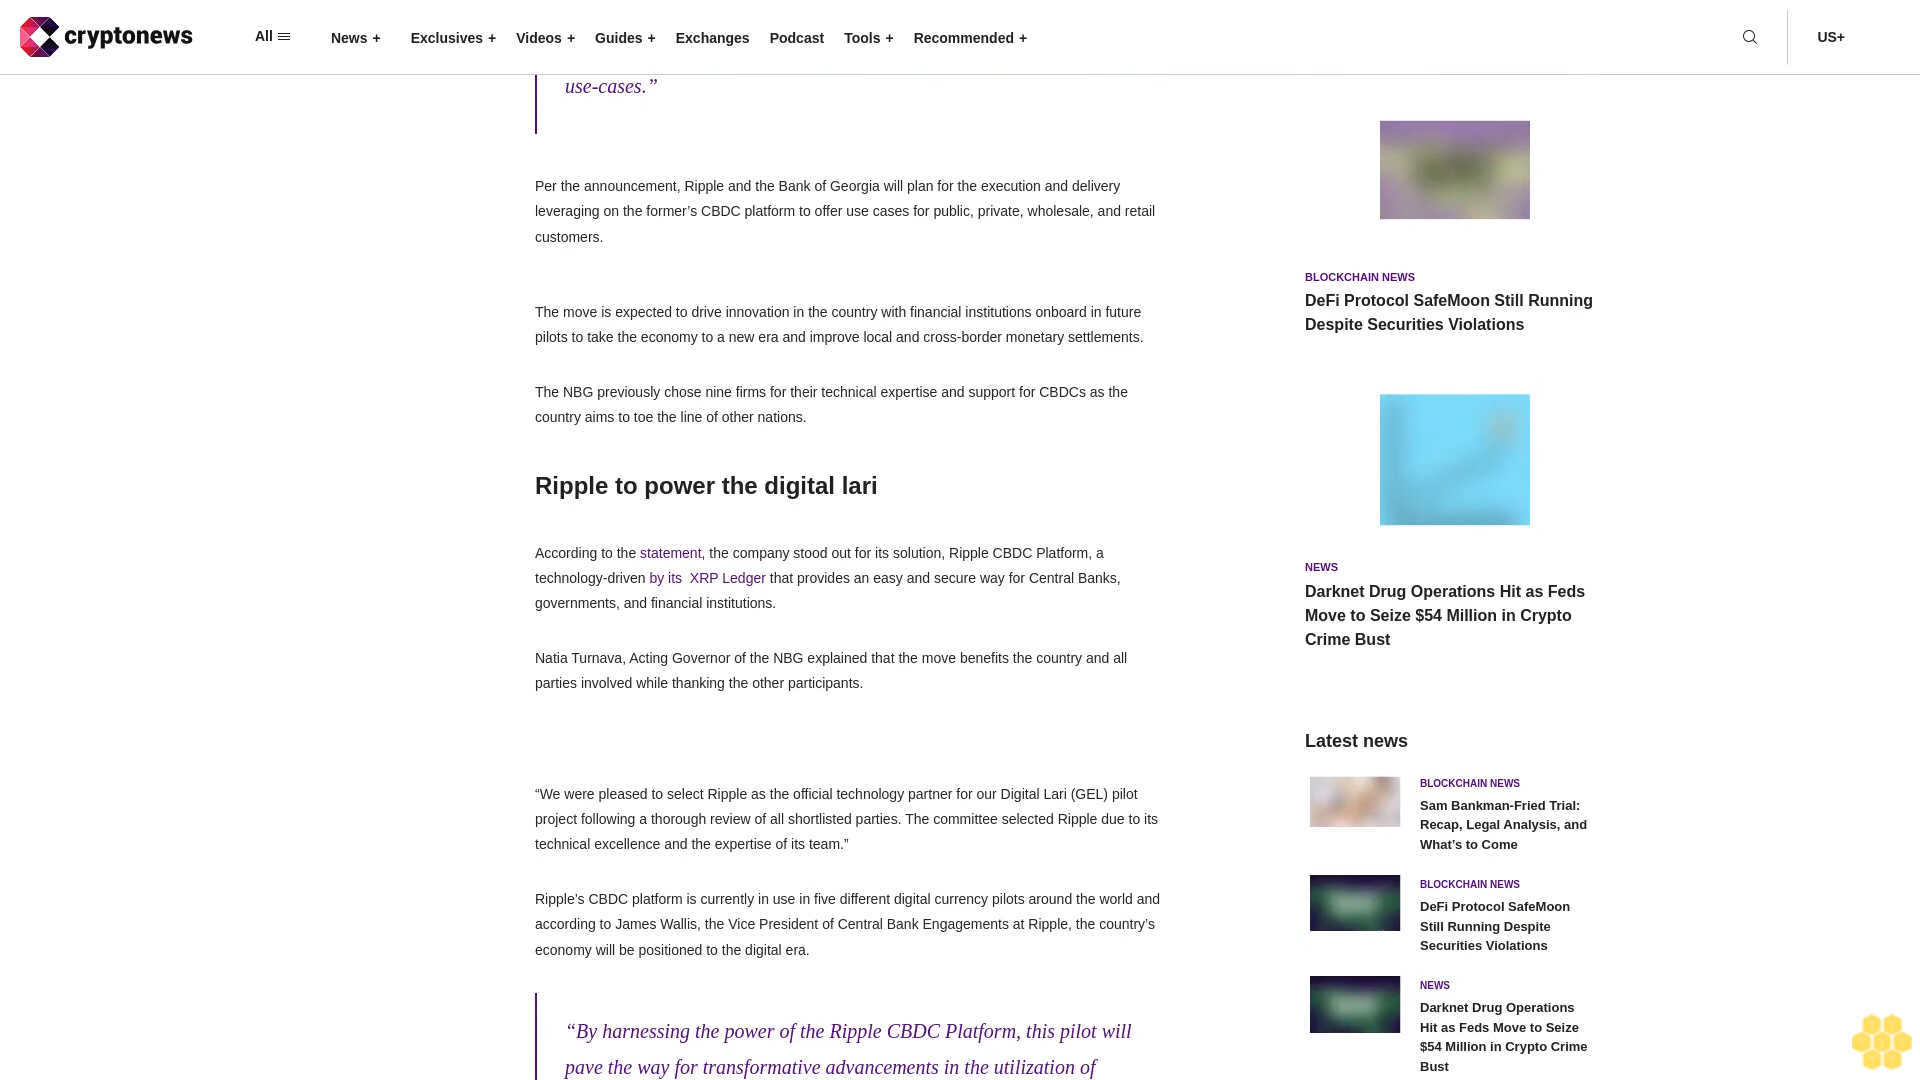 cryptonews
All
News +
Exclusives +
Videos +
Guides +
Exchanges
Podcast
Tools +
Recommended +
US+
use-cases.”
Per the announcement, Ripple and the Bank of Georgia will plan for the execution and delivery
leveraging on the former’s CBDC platform to offer use cases for public, private, wholesale, and retail
customers.
The move is expected to drive innovation in the country with financial institutions onboard in future
pilots to take the economy to a new era and improve local and cross-border monetary settlements.
The NBG previously chose nine firms for their technical expertise and support for CBDCs as the
country aims to toe the line of other nations.
Ripple to power the digital lari
According to the statement, the company stood out for its solution, Ripple CBDC Platform, a
technology-driven by its  XRP Ledger that provides an easy and secure way for Central Banks,
governments, and financial institutions.
Natia Turnava, Acting Governor of the NBG explained that the move benefits the country and all
parties involved while thanking the other participants.
“We were pleased to select Ripple as the official technology partner for our Digital Lari (GEL) pilot
project following a thorough review of all shortlisted parties. The committee selected Ripple due to its
technical excellence and the expertise of its team.”
Ripple’s CBDC platform is currently in use in five different digital currency pilots around the world and
according to James Wallis, the Vice President of Central Bank Engagements at Ripple, the country’s
economy will be positioned to the digital era.
“By harnessing the power of the Ripple CBDC Platform, this pilot will
pave the way for transformative advancements in the utilization of
BLOCKCHAIN NEWS
DeFi Protocol SafeMoon Still Running
Despite Securities Violations
NEWS
Darknet Drug Operations Hit as Feds
Move to Seize $54 Million in Crypto
Crime Bust
Latest news
BLOCKCHAIN NEWS
Sam Bankman-Fried Trial:
Recap, Legal Analysis, and
What’s to Come
BLOCKCHAIN NEWS
DeFi Protocol SafeMoon
Still Running Despite
Securities Violations
NEWS
Darknet Drug Operations
Hit as Feds Move to Seize
$54 Million in Crypto Crime
Bust